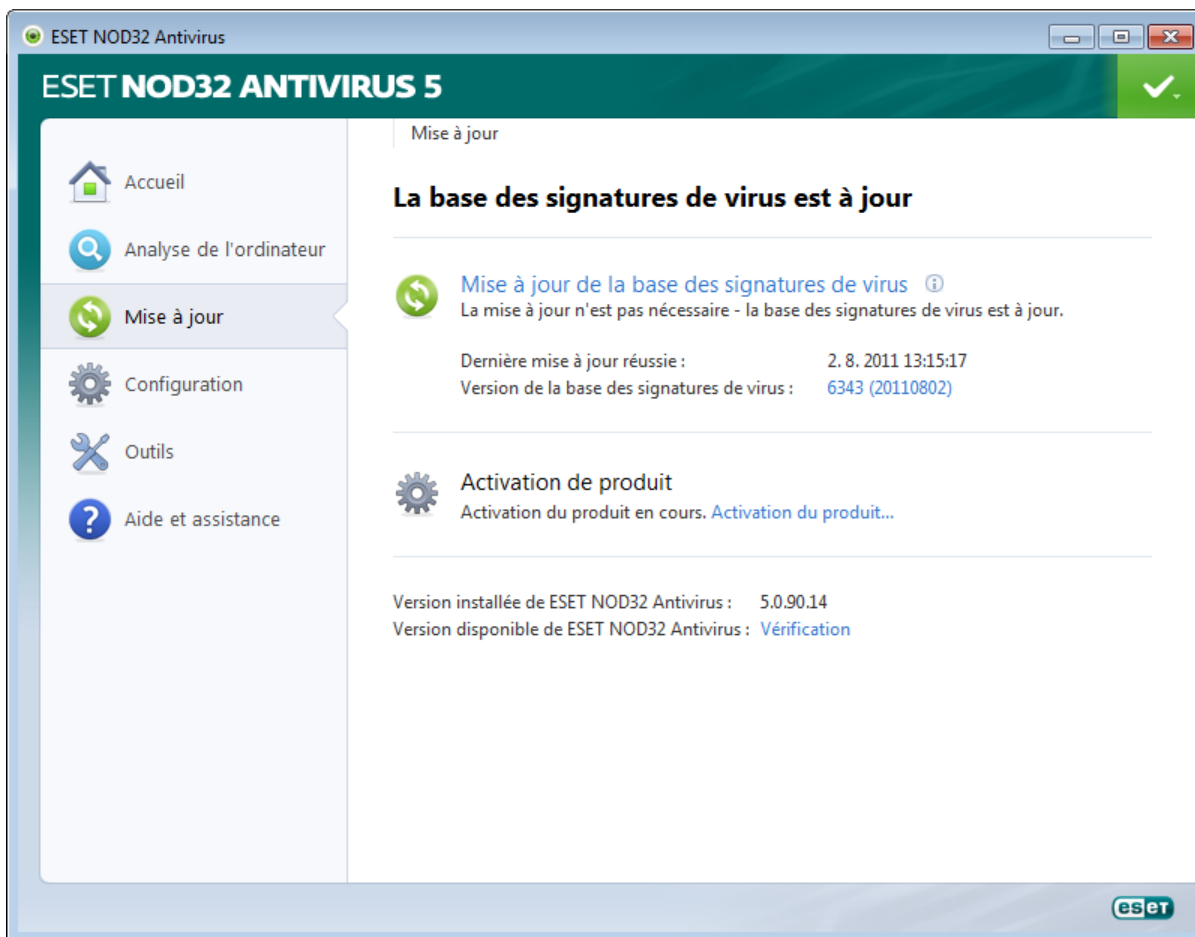 ESET NOD32 Antivirus
ESET NOD32 ANTIVIRUS 5
Mise à jour
Accueil
Analyse de l'ordinateur
Mise à jour
Configuration
Outils
Aide et assistance
La base des signatures de virus est à jour
Mise à jour de la base des signatures de virus
La mise à jour n'est pas nécessaire - la base des signatures de virus est à jour.
Dernière mise à jour réussie : 2. 8. 2011 13:15:17
Version de la base des signatures de virus : 6343 (20110802)
Activation de produit
Activation du produit en cours. Activation du produit...
Version installée de ESET NOD32 Antivirus : 5.0.90.14
Version disponible de ESET NOD32 Antivirus : Vérification
eseT